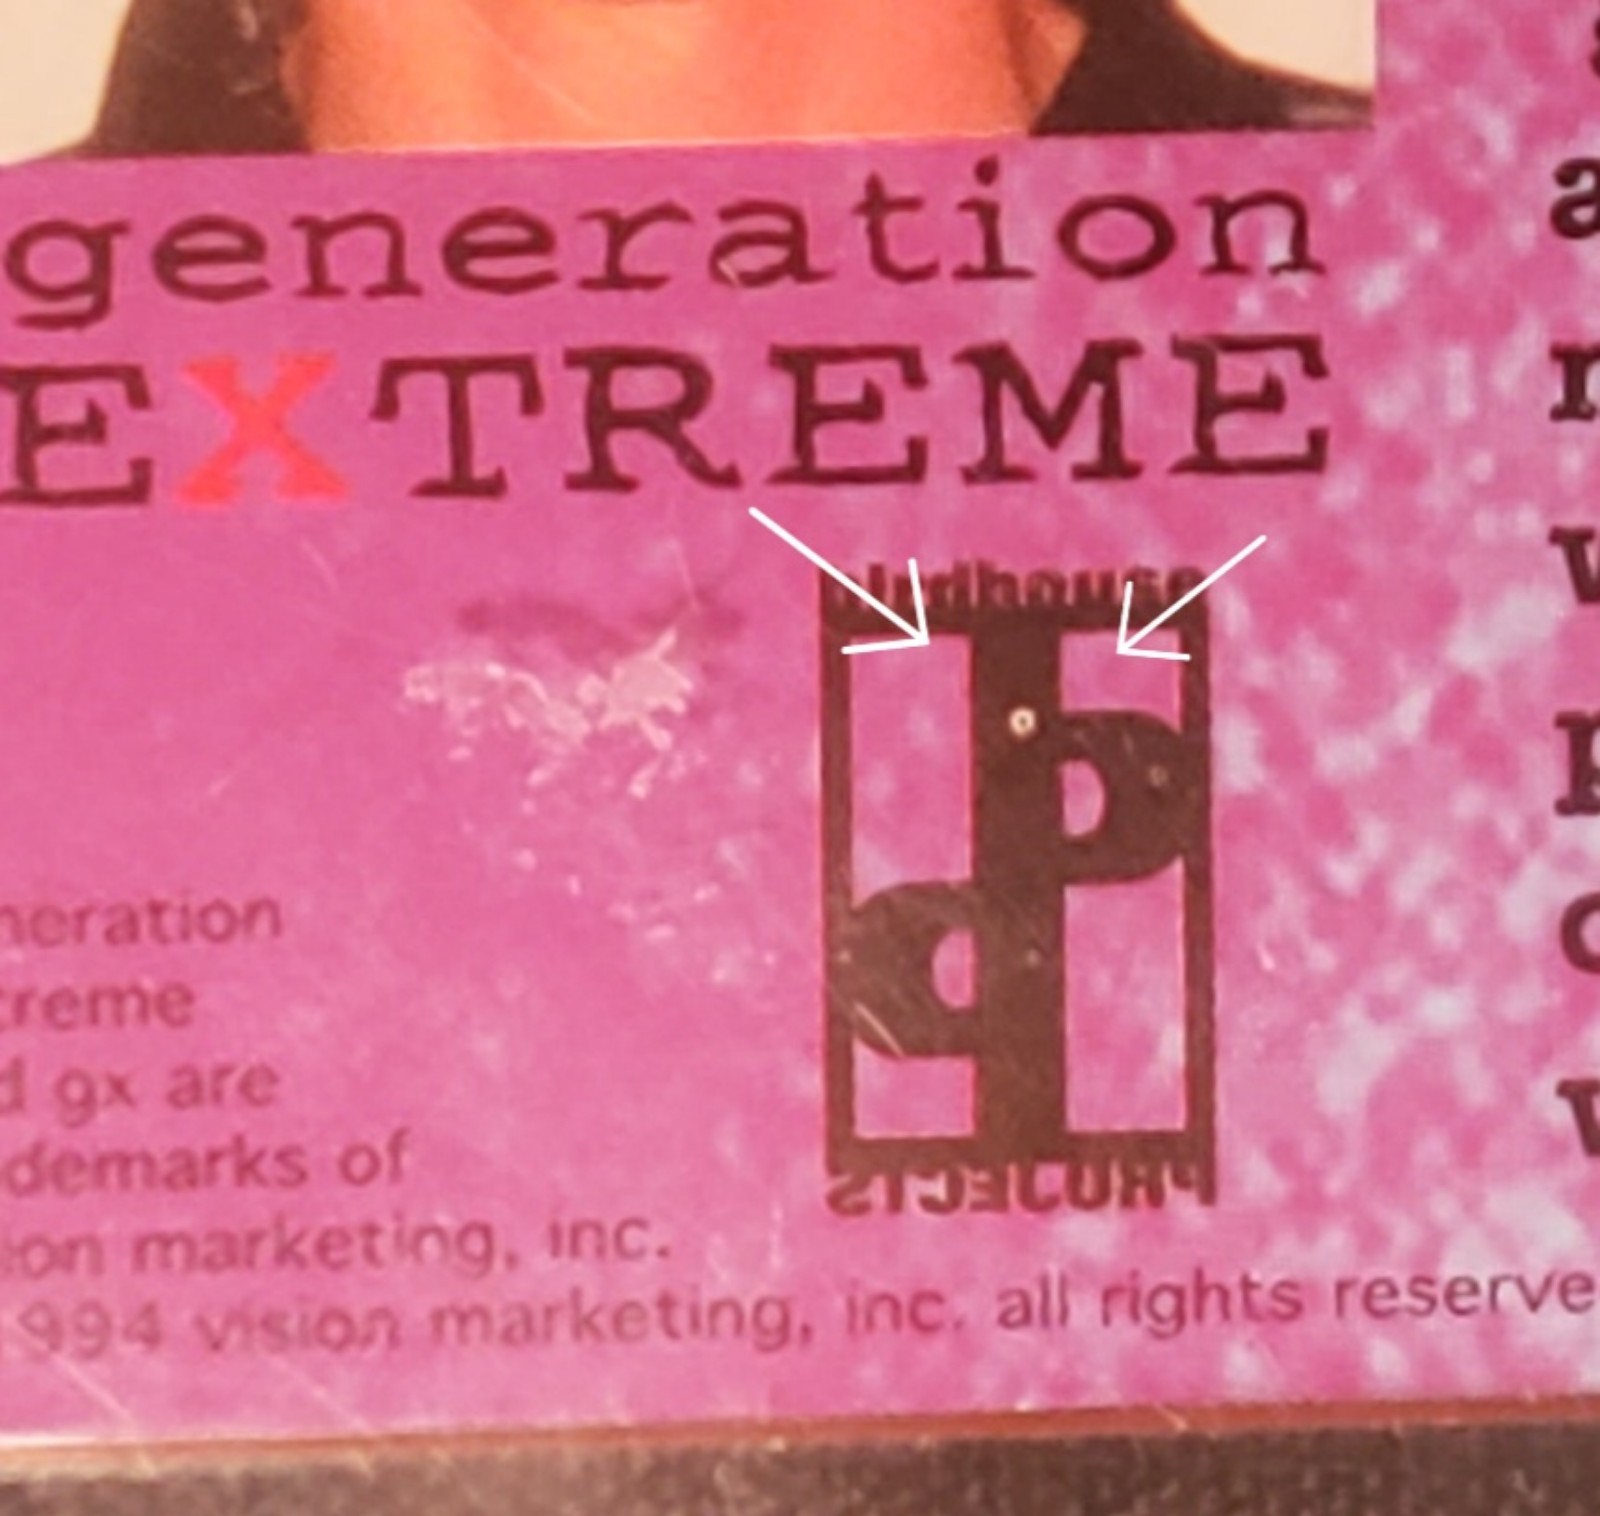 generation
EXTREME
birdhouse
PROJECTS
neration
treme
d gx are
demarks of
ion marketing, inc.
994 vision marketing, inc. all rights reserve
a
n
w
p
o
w